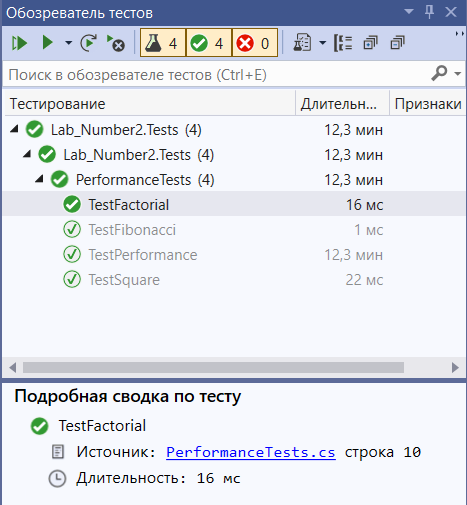 Обозреватель тестов
4 4 0
Поиск в обозревателе тестов (Ctrl+E)
Тестирование Длительн... Признаки
Lab_Number2.Tests (4) 12,3 мин
Lab_Number2.Tests (4) 12,3 мин
PerformanceTests (4) 12,3 мин
TestFactorial 16 мс
TestFibonacci 1 мс
TestPerformance 12,3 мин
TestSquare 22 мс
Подробная сводка по тесту
TestFactorial
Источник: PerformanceTests.cs строка 10
Длительность: 16 мс